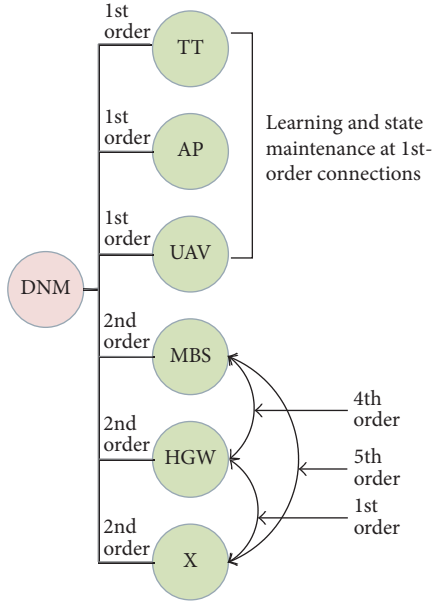 1st
order
TT
1st
order
AP
Learning and state
maintenance at 1st-
order connections
1st
order
UAV
DNM
2nd
order
MBS
4th
order
2nd
order
HGW
5th
order
1st
order
2nd
order
X